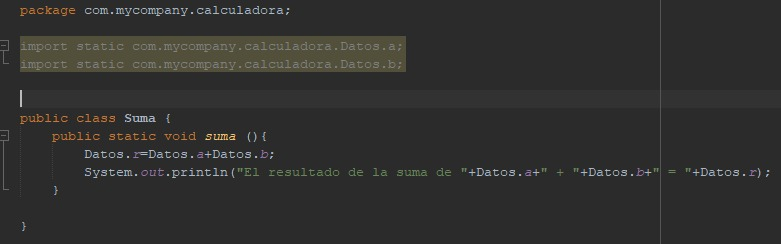 package com.mycompany.calculadora;
import static com.mycompany.calculadora.Datos.a;
import static com.mycompany.calculadora.Datos.b;
public class Suma {
public static void suma (){
Datos.r=Datos.a+Datos.b;
System.out.println("El resultado de la suma de "+Datos.a+" + "+Datos.b+" = "+Datos.r);
}
}